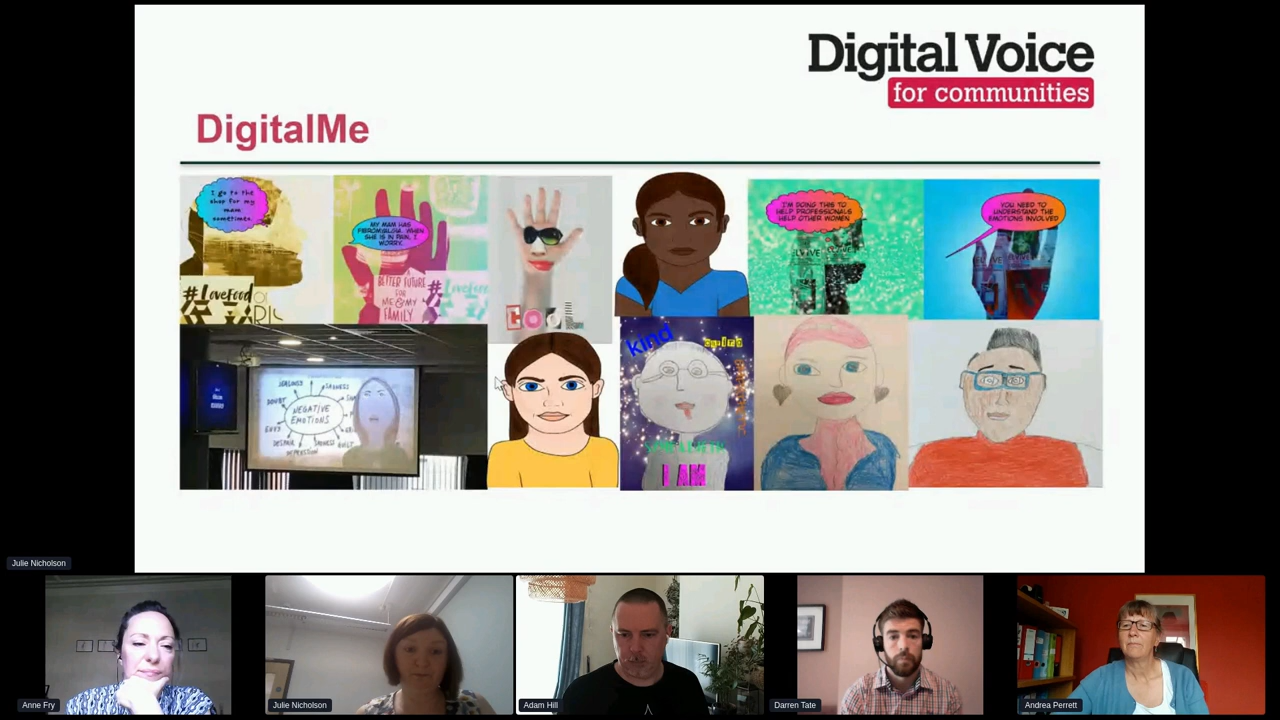 Digital Voice
for communities
DigitalMe
I go to the
shop for my
mam
sometimes.
MY MAM HAS
FIBROMYALGIA. WHEN
SHE IS IN PAIN, I
WORRY.
I'M DOING THIS TO
HELP PROFESSIONALS
HELP OTHER WOMEN
YOU NEED TO
UNDERSTAND THE
EMOTIONS INVOLVED
#LoveFood
BETTER FUTURE
FOR
ME&MY
FAMILY
JEALOUSY
SADNESS
DOUBT
NEGATIVE
EMOTIONS
ENVY
DESPAIR
DEPRESSION
kind
I AM
Julie Nicholson
Anne Fry
Julie Nicholson
Adam Hill
Darren Tate
Andrea Perrett